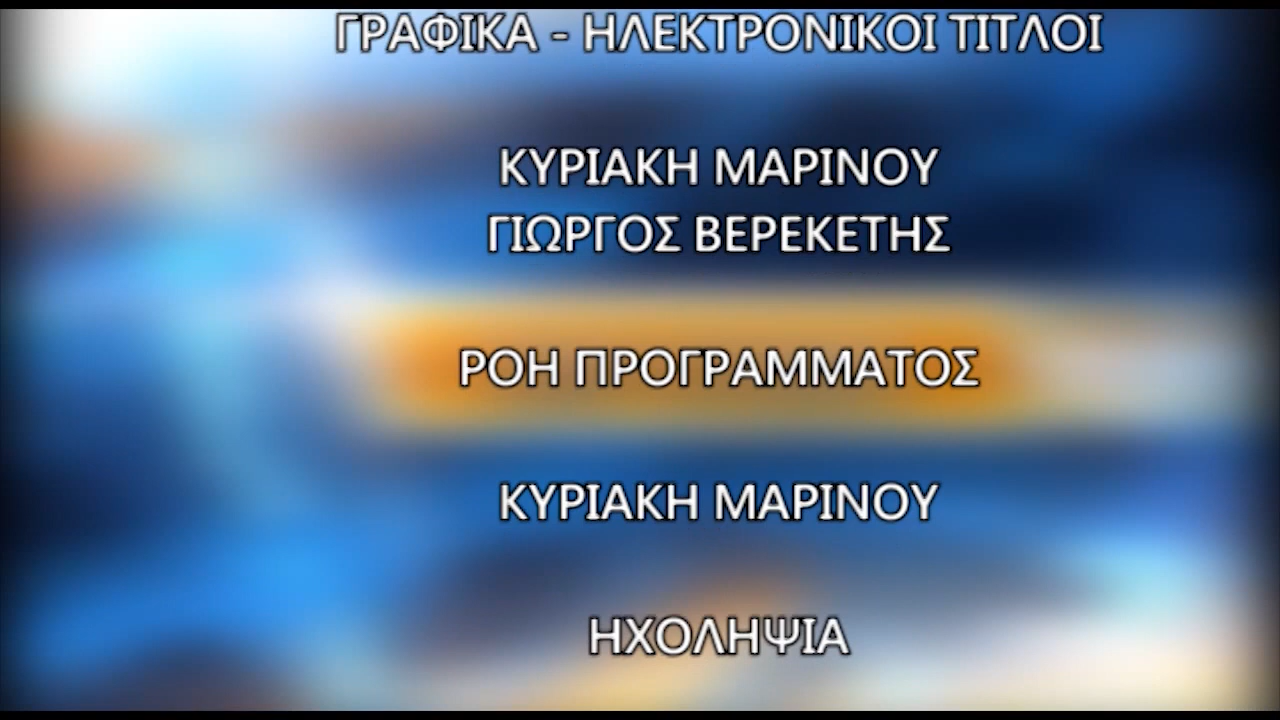 ΓΡΑΦΙΚΑ - ΗΛΕΚΤΡΟΝΙΚΟΙ ΤΙΤΛΟΙ
ΚΥΡΙΑΚΗ ΜΑΡΙΝΟΥ
ΓΙΩΡΓΟΣ ΒΕΡΕΚΕΤΗΣ
ΡΟΗ ΠΡΟΓΡΑΜΜΑΤΟΣ
ΚΥΡΙΑΚΗ ΜΑΡΙΝΟΥ
ΗΧΟΛΗΨΙΑ